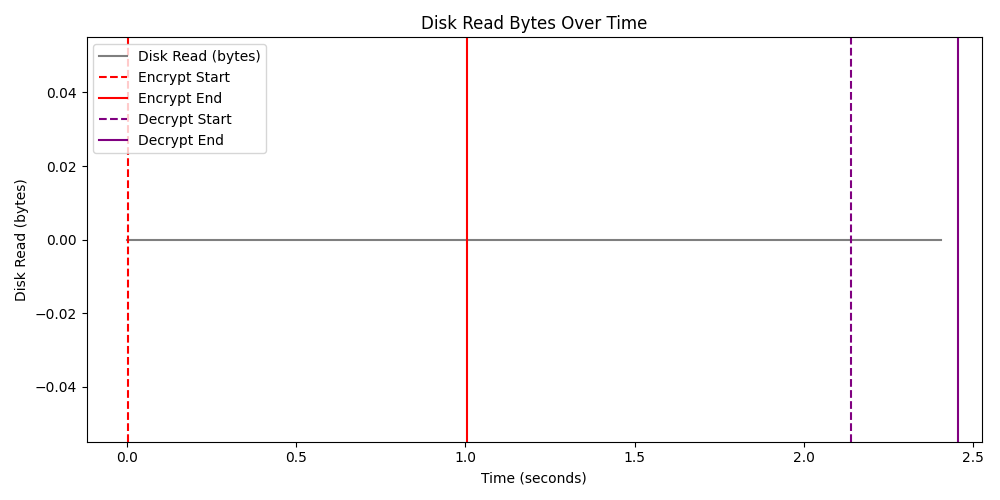 Disk Read Bytes Over Time
Disk Read (bytes)
Encrypt Start
Encrypt End
Decrypt Start
Decrypt End
Disk Read (bytes)
0.04
0.02
0.00
−0.02
−0.04
0.0
0.5
1.0
1.5
2.0
2.5
Time (seconds)